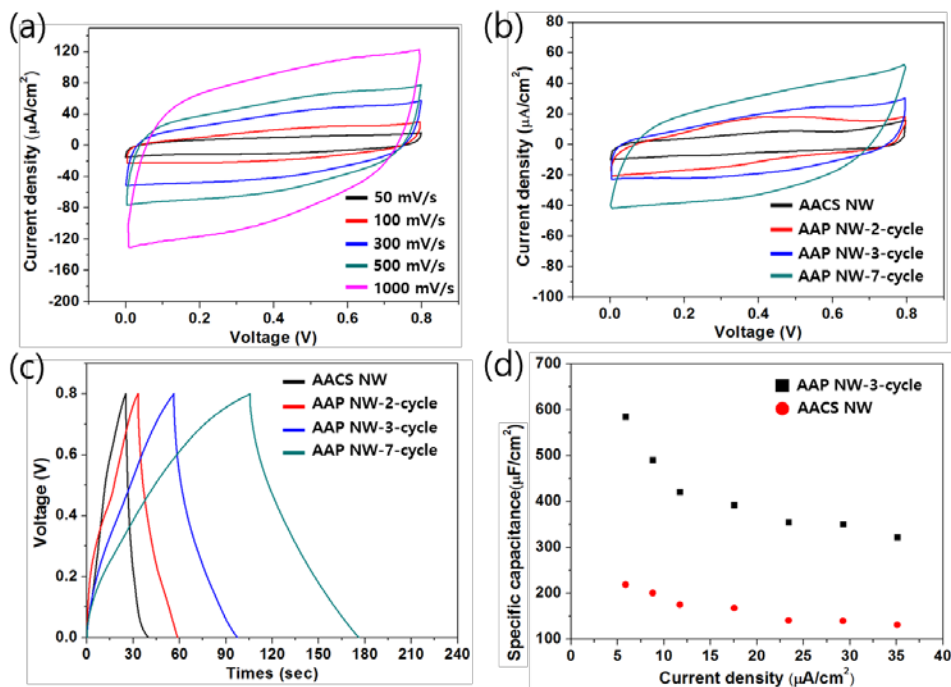 (a)
Current density (μA/cm²)
120
80
40
0
-40
-80
-120
-160
-200
50 mV/s
100 mV/s
300 mV/s
500 mV/s
1000 mV/s
0.0 0.2 0.4 0.6 0.8
Voltage (V)
(b)
Current density (μA/cm²)
80
60
40
20
0
-20
-40
-60
-80
-100
AACS NW
AAP NW-2-cycle
AAP NW-3-cycle
AAP NW-7-cycle
0.0 0.2 0.4 0.6 0.8
Voltage (V)
(c)
Voltage (V)
0.8
0.4
0.2
0.0
AACS NW
AAP NW-2-cycle
AAP NW-3-cycle
AAP NW-7-cycle
0 30 60 90 120 150 180 210 240
Times (sec)
(d)
Specific capacitance(μF/cm²)
700
600
500
400
300
200
100
AAP NW-3-cycle
AACS NW
0 5 10 15 20 25 30 35 40
Current density (μA/cm²)